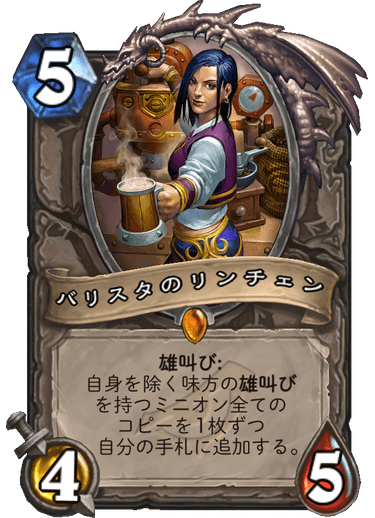 5
バリスタのリンチェン
雄叫び:
自身を除く味方の雄叫び
を持つミニオン全ての
コピーを1枚ずつ
自分の手札に追加する。
4
5